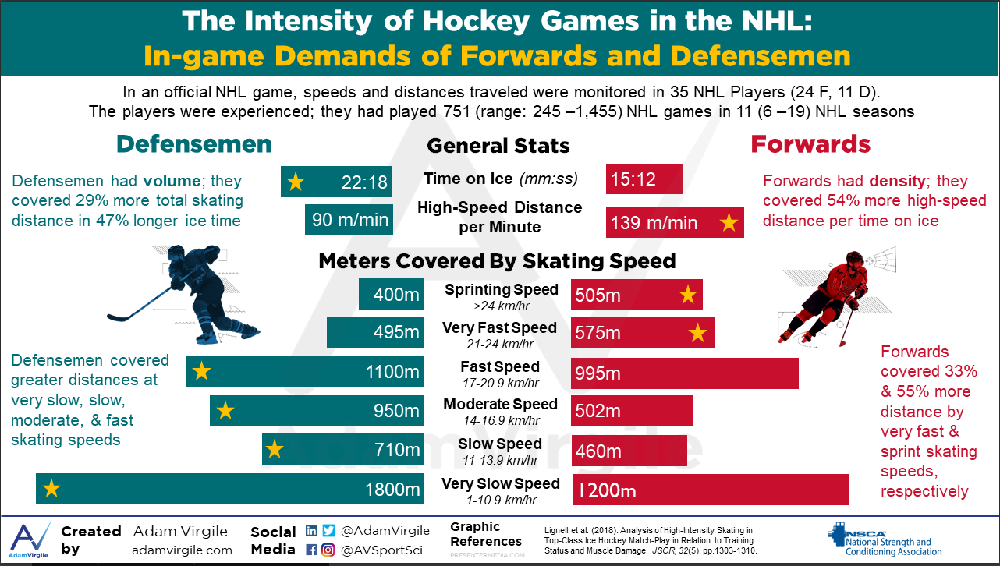 The Intensity of Hockey Games in the NHL:
In-game Demands of Forwards and Defensemen
In an official NHL game, speeds and distances traveled were monitored in 35 NHL Players (24 F, 11 D).
The players were experienced; they had played 751 (range: 245 –1,455) NHL games in 11 (6 –19) NHL seasons
Defensemen
General Stats
Forwards
Defensemen had volume; they
covered 29% more total skating
distance in 47% longer ice time
22:18
Time on Ice (mm:ss)
15:12
90 m/min
High-Speed Distance
per Minute
139 m/min
Forwards had density; they
covered 54% more high-speed
distance per time on ice
Meters Covered By Skating Speed
400m
Sprinting Speed
>24 km/hr
505m
495m
Very Fast Speed
21-24 km/hr
575m
1100m
Fast Speed
17-20.9 km/hr
995m
950m
Moderate Speed
14-16.9 km/hr
502m
710m
Slow Speed
11-13.9 km/hr
460m
1800m
Very Slow Speed
1-10.9 km/hr
1200m
Defensemen covered
greater distances at
very slow, slow,
moderate, & fast
skating speeds
Forwards
covered 33%
& 55% more
distance by
very fast &
sprint skating
speeds,
respectively
AdamVirgile
AV
AdamVirgile
Created
by
Adam Virgile
adamvirgile.com
Social
Media
@AdamVirgile
@AVSportSci
Graphic
References
PRESENTERMEDIA.COM
Lignell et al. (2018). Analysis of High-Intensity Skating in
Top-Class Ice Hockey Match-Play in Relation to Training
Status and Muscle Damage. JSCR, 32(5), pp.1303-1310.
NSCA
National Strength and
Conditioning Association